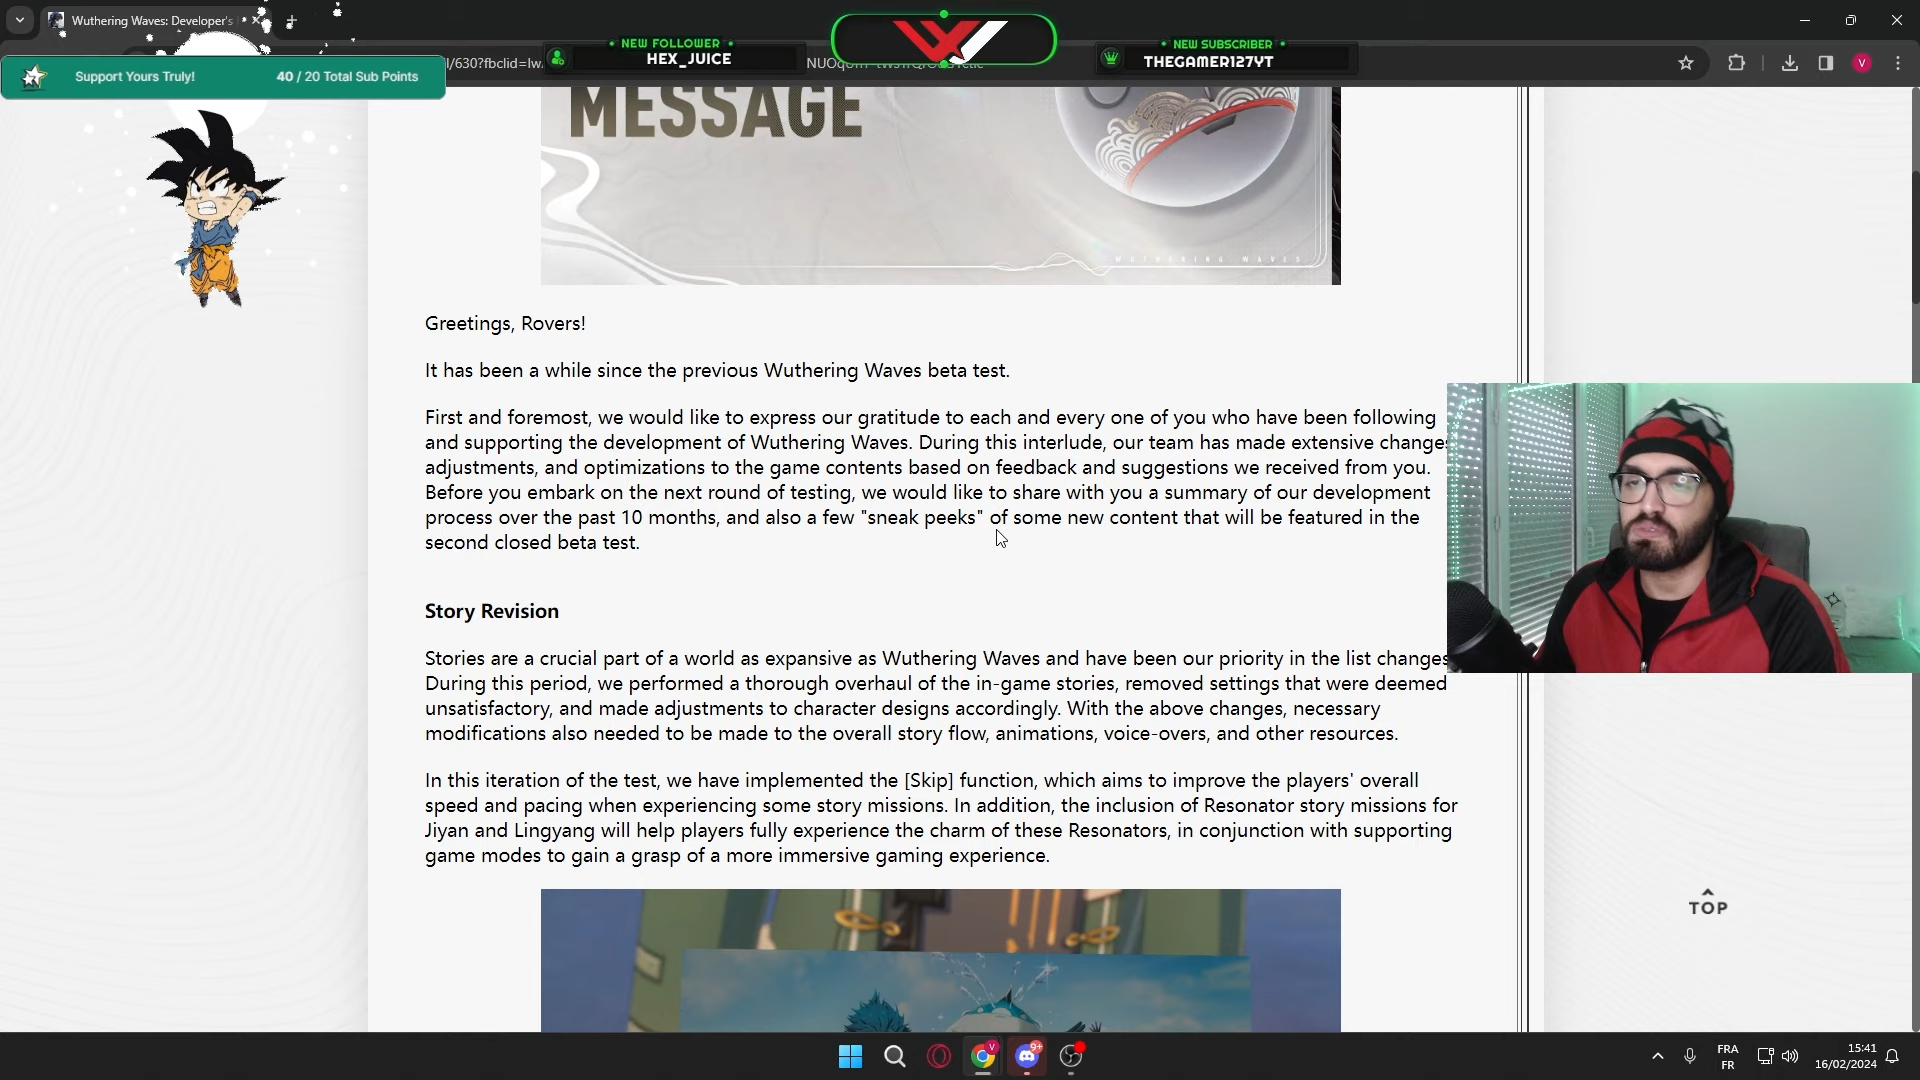 Wuthering Waves: Developer's
NEW FOLLOWER
HEX_JUICE
NEW SUBSCRIBER
THEGAMER127YT
l/630?fbclid=Iw
Support Yours Truly!
40 / 20 Total Sub Points
V
MESSAGE
WUTHERING WAVES
Greetings, Rovers!
It has been a while since the previous Wuthering Waves beta test.
First and foremost, we would like to express our gratitude to each and every one of you who have been following
and supporting the development of Wuthering Waves. During this interlude, our team has made extensive changes
adjustments, and optimizations to the game contents based on feedback and suggestions we received from you.
Before you embark on the next round of testing, we would like to share with you a summary of our development
process over the past 10 months, and also a few "sneak peeks" of some new content that will be featured in the
second closed beta test.
Story Revision
Stories are a crucial part of a world as expansive as Wuthering Waves and have been our priority in the list changes
During this period, we performed a thorough overhaul of the in-game stories, removed settings that were deemed
unsatisfactory, and made adjustments to character designs accordingly. With the above changes, necessary
modifications also needed to be made to the overall story flow, animations, voice-overs, and other resources.
In this iteration of the test, we have implemented the [Skip] function, which aims to improve the players' overall
speed and pacing when experiencing some story missions. In addition, the inclusion of Resonator story missions for
Jiyan and Lingyang will help players fully experience the charm of these Resonators, in conjunction with supporting
game modes to gain a grasp of a more immersive gaming experience.
TOP
V
9+
FRA
FR
15:41
16/02/2024